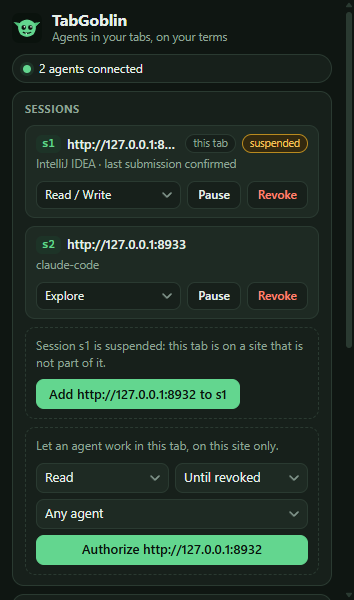 TabGoblin
Agents in your tabs, on your terms
2 agents connected
SESSIONS
s1 http://127.0.0.1:8... this tab suspended
IntelliJ IDEA · last submission confirmed
Read / Write Pause Revoke
s2 http://127.0.0.1:8933
claude-code
Explore Pause Revoke
Session s1 is suspended: this tab is on a site that is
not part of it.
Add http://127.0.0.1:8932 to s1
Let an agent work in this tab, on this site only.
Read Until revoked
Any agent
Authorize http://127.0.0.1:8932